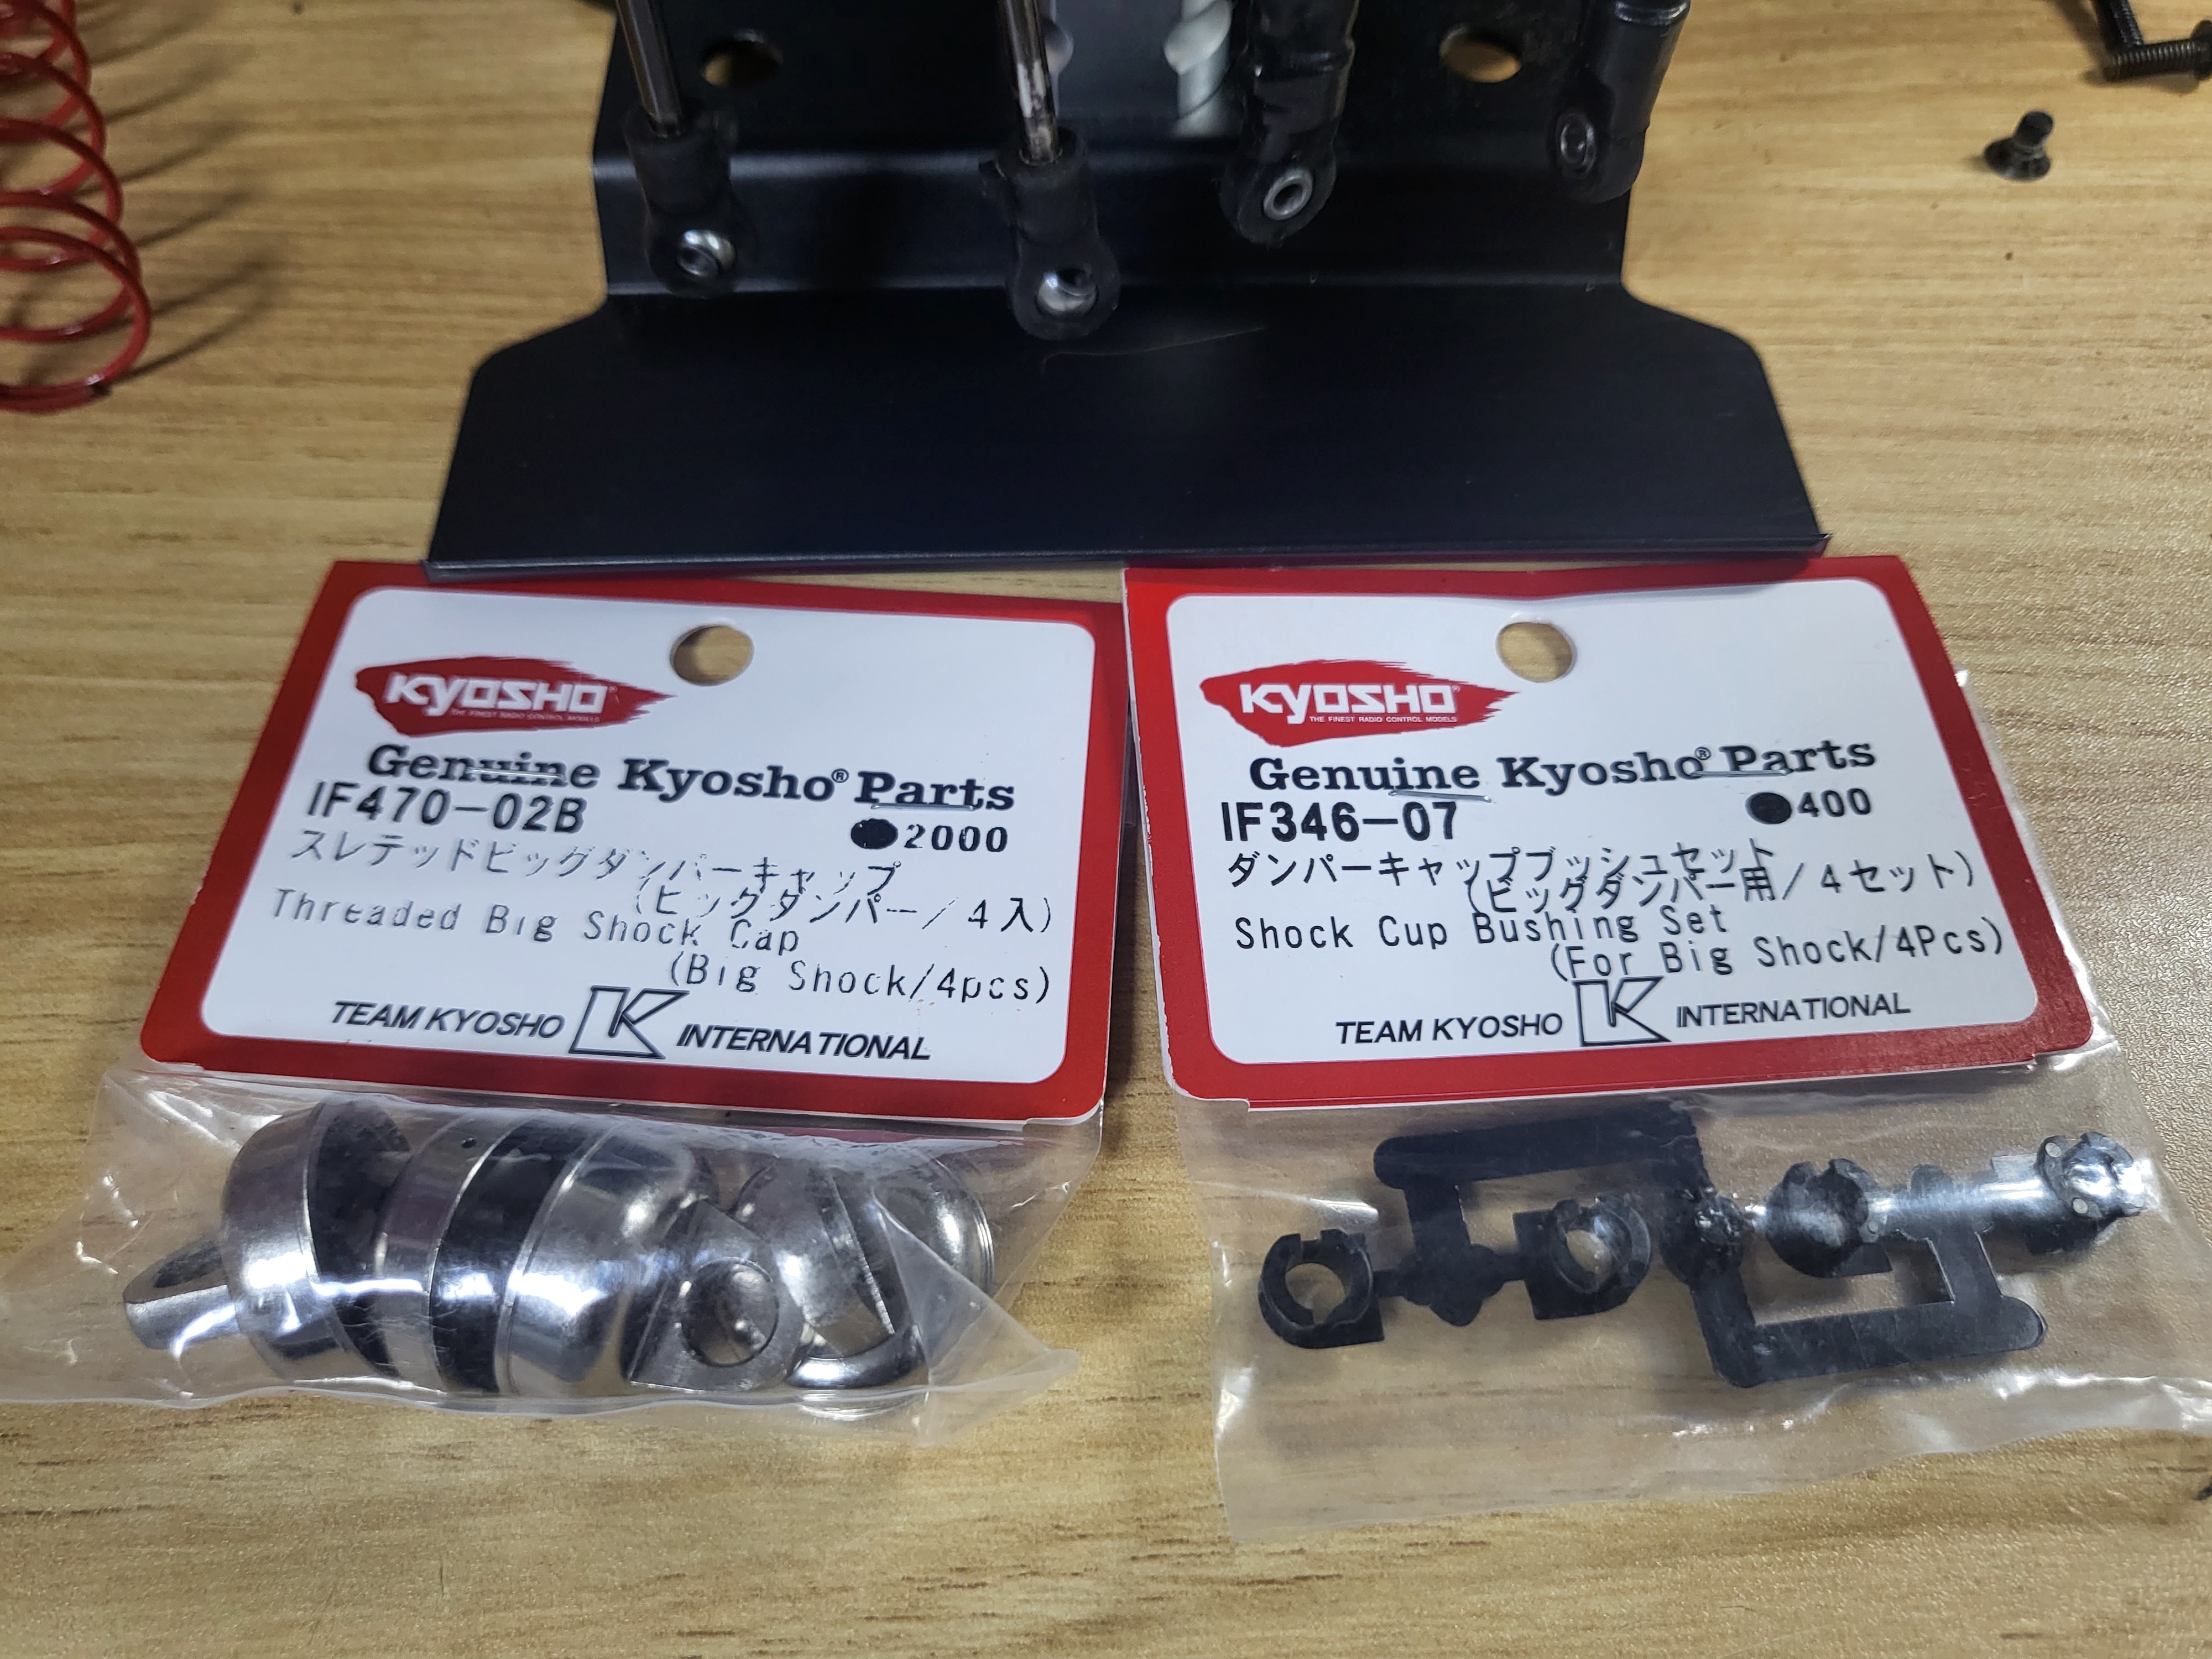 KYOSHO®
THE FINEST RADIO CONTROL MODELS
Genuine Kyosho® Parts
IF470-02B
●2000
スレテッドビッグダンパーキャップ
(ビッグダンパー/4入)
Threaded Big Shock Cap
(Big Shock/4pcs)
TEAM KYOSHO K INTERNATIONAL
KYOSHO®
THE FINEST RADIO CONTROL MODELS
Genuine Kyosho® Parts
IF346-07
●400
ダンパーキャップブッシュセット
(ビッグダンパー用/4セット)
Shock Cup Bushing Set
(For Big Shock/4Pcs)
TEAM KYOSHO K INTERNATIONAL